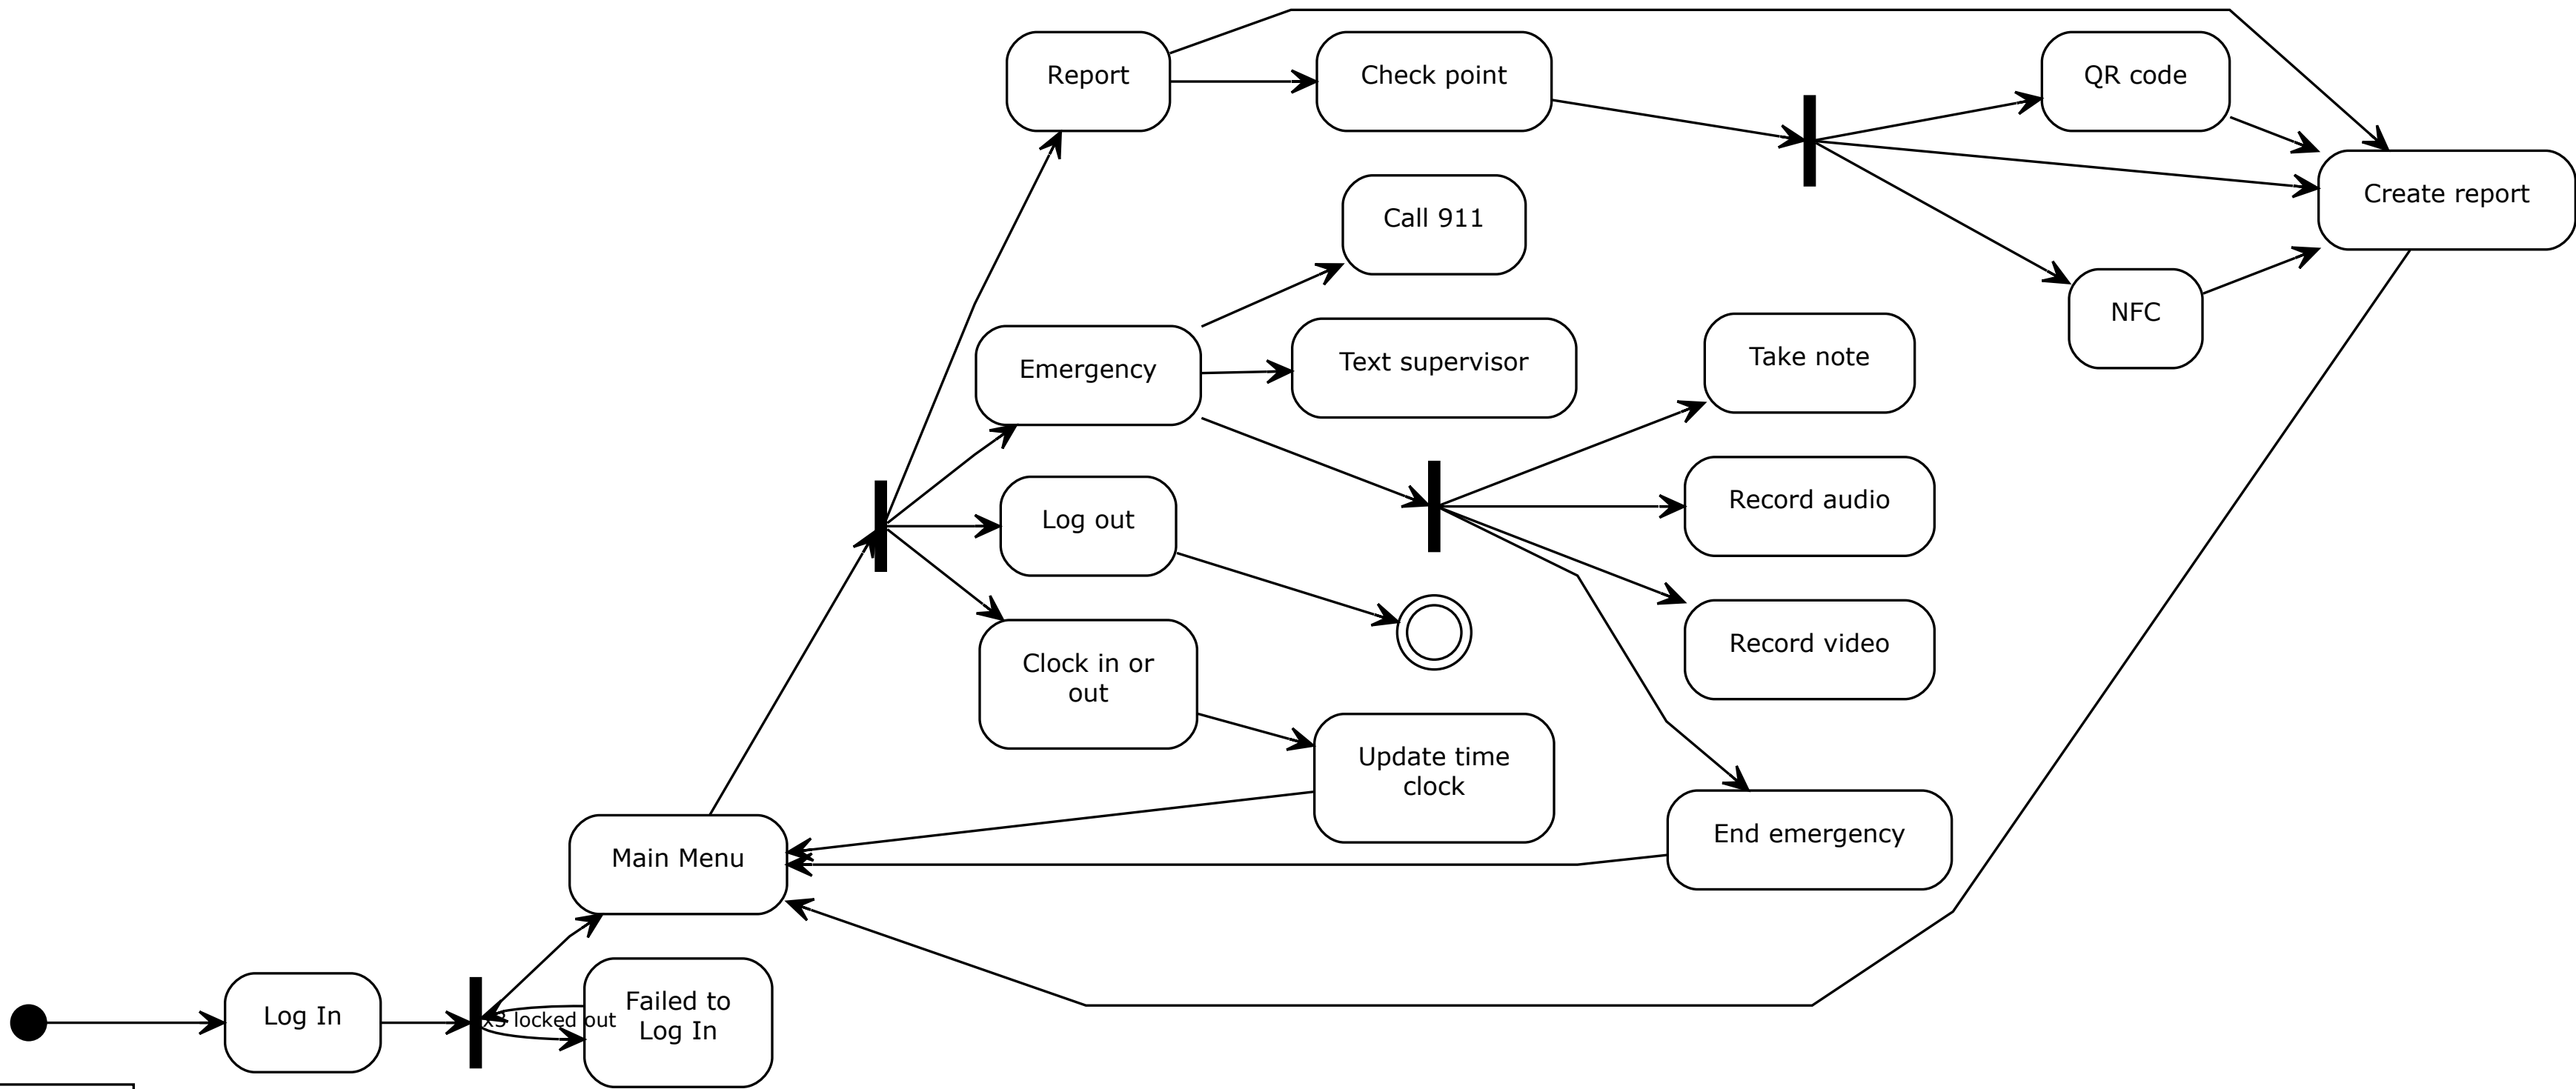 Report
Check point
QR code
Create report
Call 911
NFC
Emergency
Text supervisor
Take note
Log out
Record audio
Clock in or
out
Record video
Update time
clock
End emergency
Main Menu
Log In
x3 locked out
Failed to
Log In